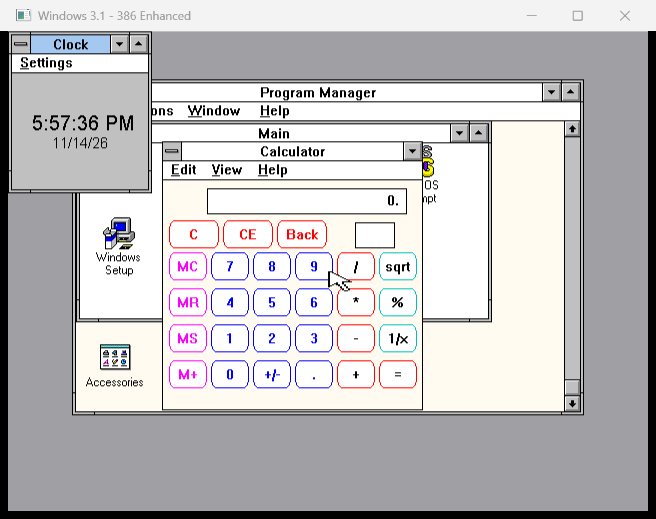 Windows 3.1 - 386 Enhanced
Clock
Settings
5:57:36 PM
11/14/26
Program Manager
ons Window Help
Main
Calculator
Edit View Help
0.
C CE Back
MC 7 8 9 / sqrt
MR 4 5 6 * %
MS 1 2 3 - 1/x
M+ 0 +/- . + =
S
OS
mpt
Windows
Setup
Accessories